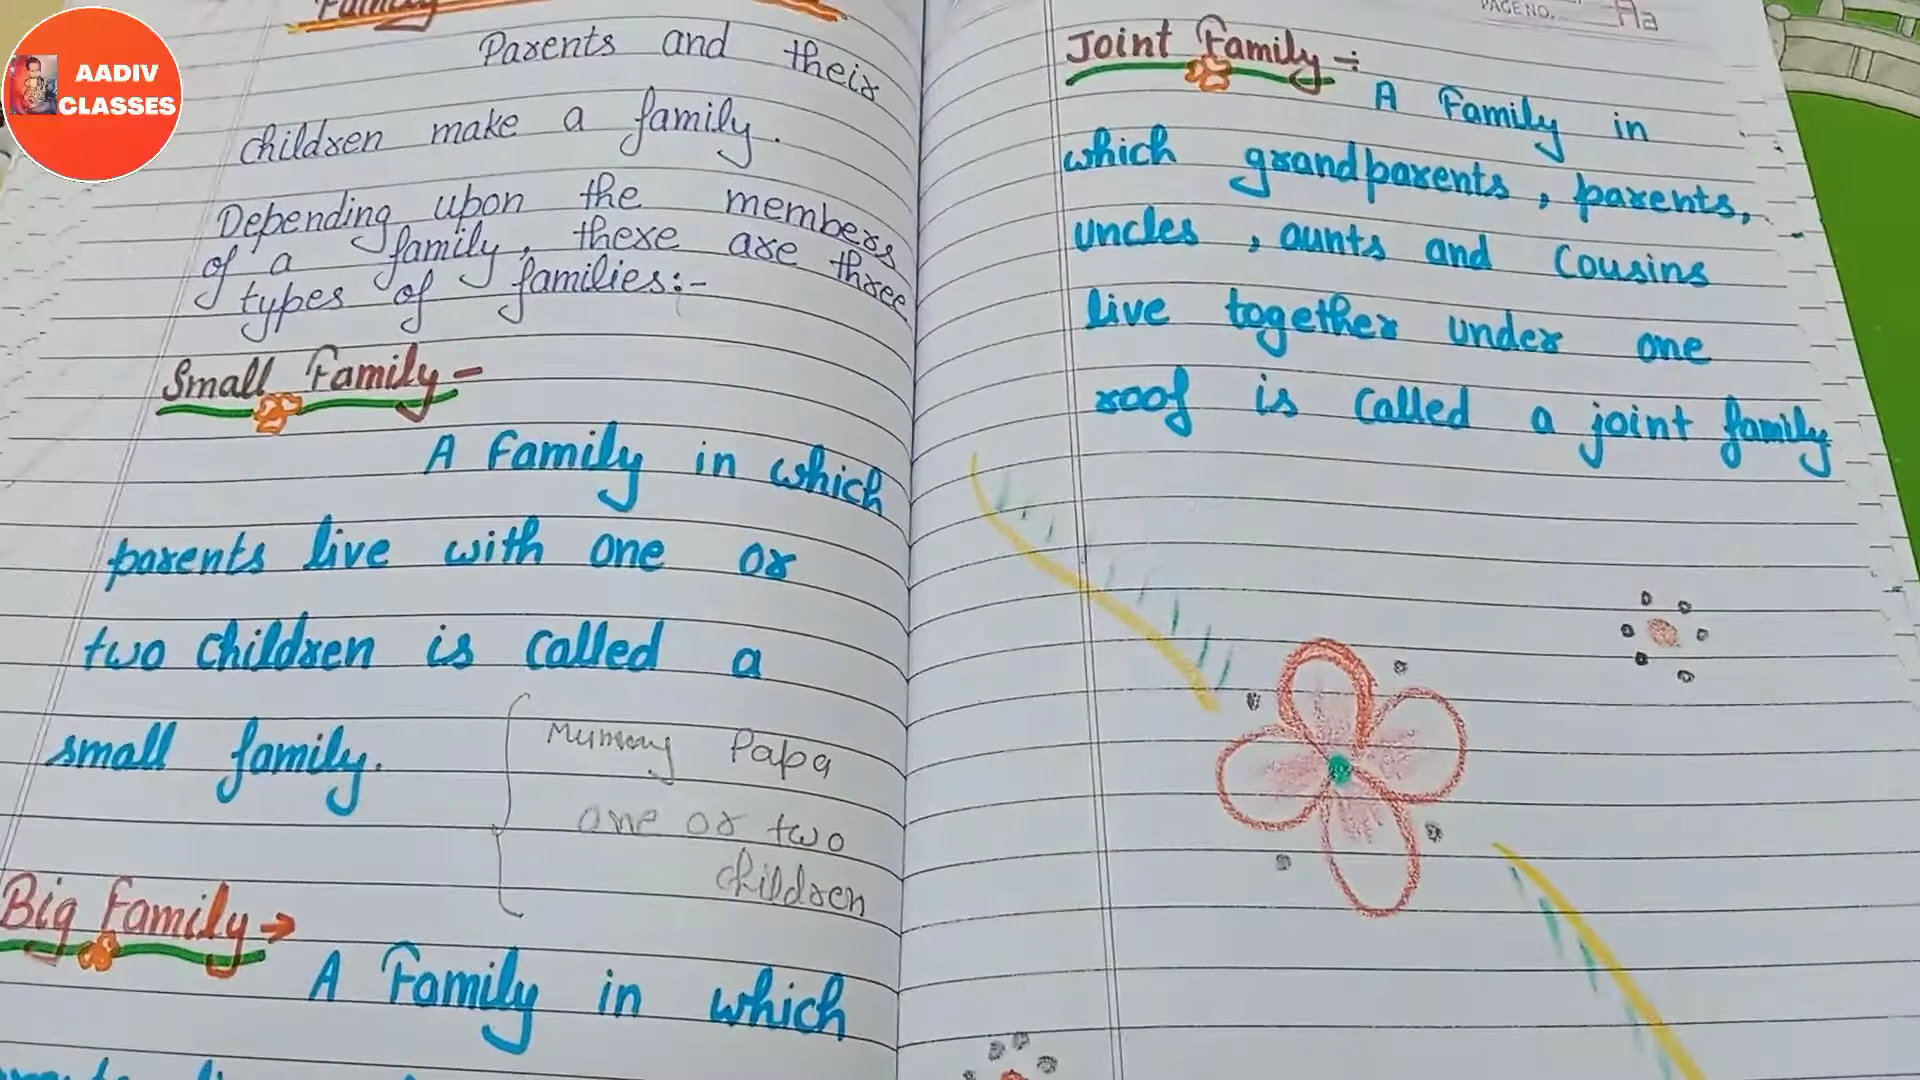 AADIV
CLASSES
Family
Parents and their
children make a family.
Depending upon the members
of a family, there are three
types of families:-
Small Family-
A Family in which
parents live with one or
two children is called a
small family.
Mummy Papa
one or two
children
Big Family→
A Family in which
PAGE NO.
Joint Family÷
A Family in
which grandparents, parents,
uncles, aunts and Cousins
live together under one
roof is called a joint family